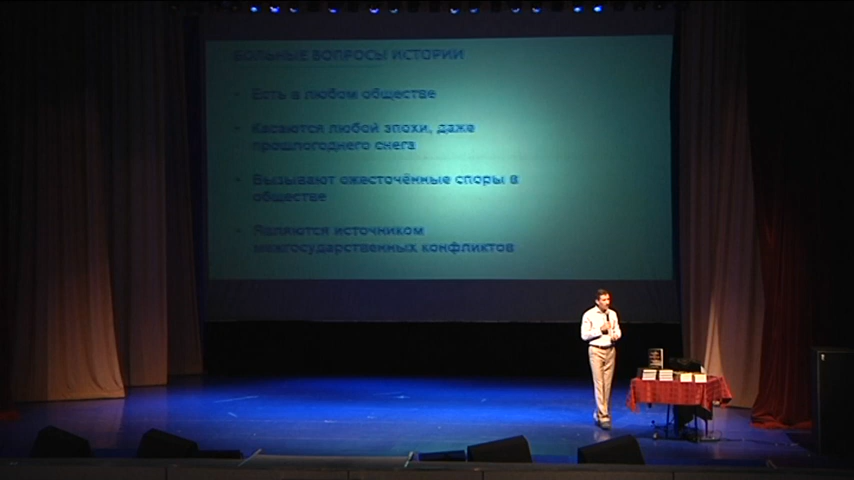 БОЛЬНЫЕ ВОПРОСЫ ИСТОРИИ
• Есть в любом обществе
• Касаются любой эпохи, даже
прошлогоднего снега
• Вызывают ожесточённые споры в
обществе
• Являются источником
межгосударственных конфликтов